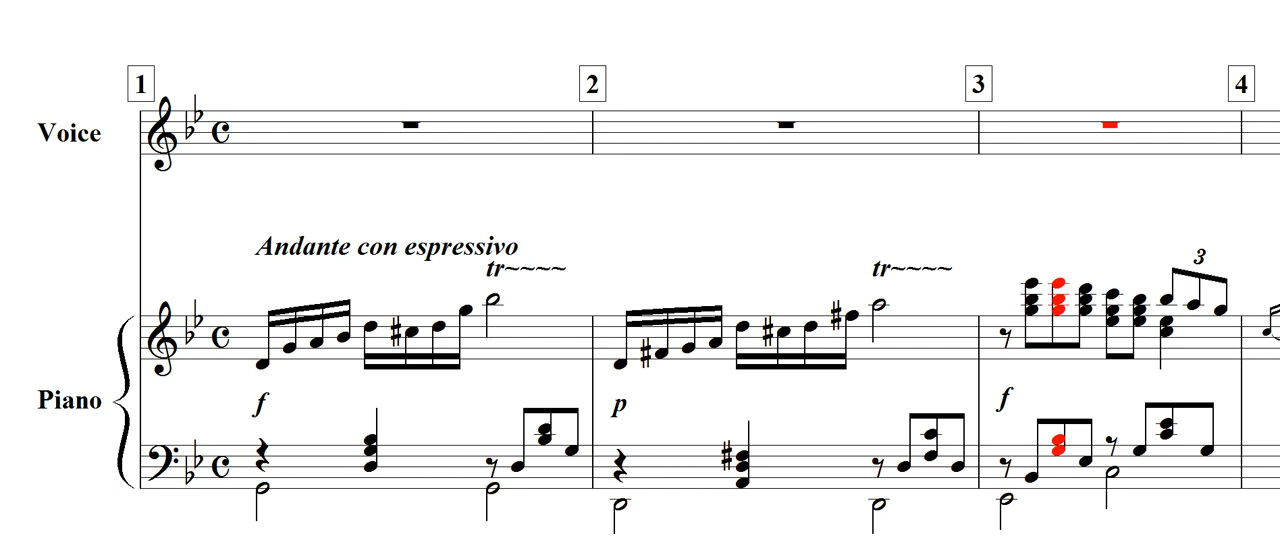 1 2 3 4
Voice
Andante con espressivo
tr~~~~ tr~~~~
3
Piano
f p f